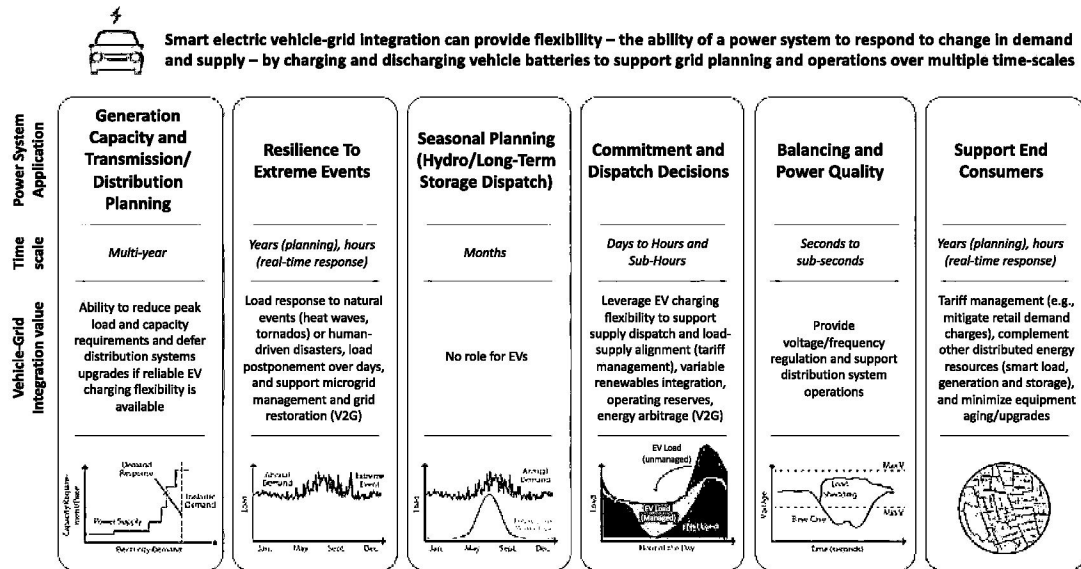 Smart electric vehicle-grid integration can provide flexibility – the ability of a power system to respond to change in demand
and supply – by charging and discharging vehicle batteries to support grid planning and operations over multiple time-scales
Power System
Application
Generation
Capacity and
Transmission/
Distribution
Planning
Resilience To
Extreme Events
Seasonal Planning
(Hydro/Long-Term
Storage Dispatch)
Commitment and
Dispatch Decisions
Balancing and
Power Quality
Support End
Consumers
Time
scale
Multi-year
Years (planning), hours
(real-time response)
Months
Days to Hours and
Sub-Hours
Seconds to
sub-seconds
Years (planning), hours
(real-time response)
Vehicle-Grid
Integration value
Ability to reduce peak
load and capacity
requirements and defer
distribution systems
upgrades if reliable EV
charging flexibility is
available
Load response to natural
events (heat waves,
tornados) or human-
driven disasters, load
postponement over days,
and support microgrid
management and grid
restoration (V2G)
No role for EVs
Leverage EV charging
flexibility to support
supply dispatch and load-
supply alignment (tariff
management), variable
renewables integration,
operating reserves,
energy arbitrage (V2G)
Provide
voltage/frequency
regulation and support
distribution system
operations
Tariff management (e.g.,
mitigate retail demand
charges), complement
other distributed energy
resources (smart load,
generation and storage),
and minimize equipment
aging/upgrades
Demand
Response
Inelastic
Demand
Power Supply
Electricity Demand
Annual
Demand
Extreme
Event
Load
Jan.
May
Sept.
Dec.
Annual
Demand
Load
Jan.
May
Sept.
Dec.
EV Load
(unmanaged)
EV Load
(Managed)
Load
Hour of the Day
Max V
Load
Shedding
Base Case
Voltage
Time (seconds)